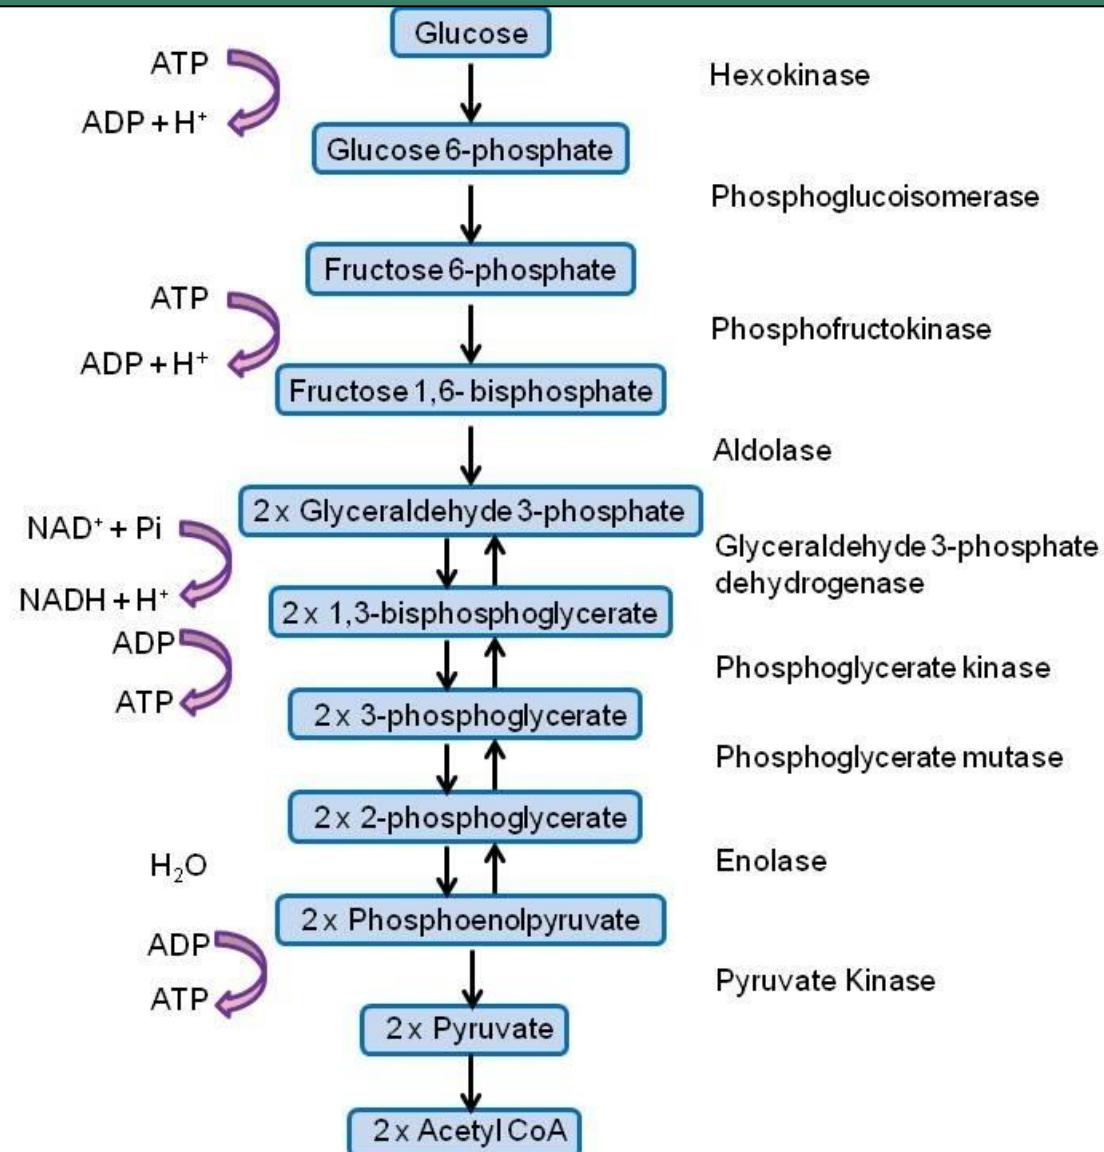 Glucose
ATP
Hexokinase
ADP + H⁺
Glucose 6-phosphate
Phosphoglucoisomerase
Fructose 6-phosphate
ATP
Phosphofructokinase
ADP + H⁺
Fructose 1,6- bisphosphate
Aldolase
2 x Glyceraldehyde 3-phosphate
NAD⁺ + Pi
Glyceraldehyde 3-phosphate
dehydrogenase
NADH + H⁺
2 x 1,3-bisphosphoglycerate
ADP
Phosphoglycerate kinase
ATP
2 x 3-phosphoglycerate
Phosphoglycerate mutase
2 x 2-phosphoglycerate
H₂O
Enolase
2 x Phosphoenolpyruvate
ADP
Pyruvate Kinase
ATP
2 x Pyruvate
2 x Acetyl CoA